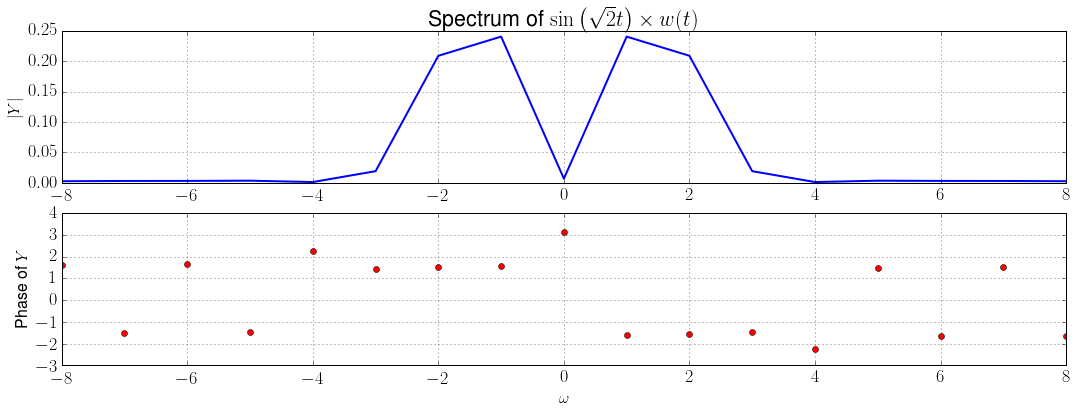 Spectrum of sin (√2t) × w(t)
0.25
0.20
0.15
0.10
0.05
0.00
|Y|
−8 −6 −4 −2 0 2 4 6 8
4
3
2
1
0
−1
−2
−3
Phase of Y
−8 −6 −4 −2 0 2 4 6 8
ω